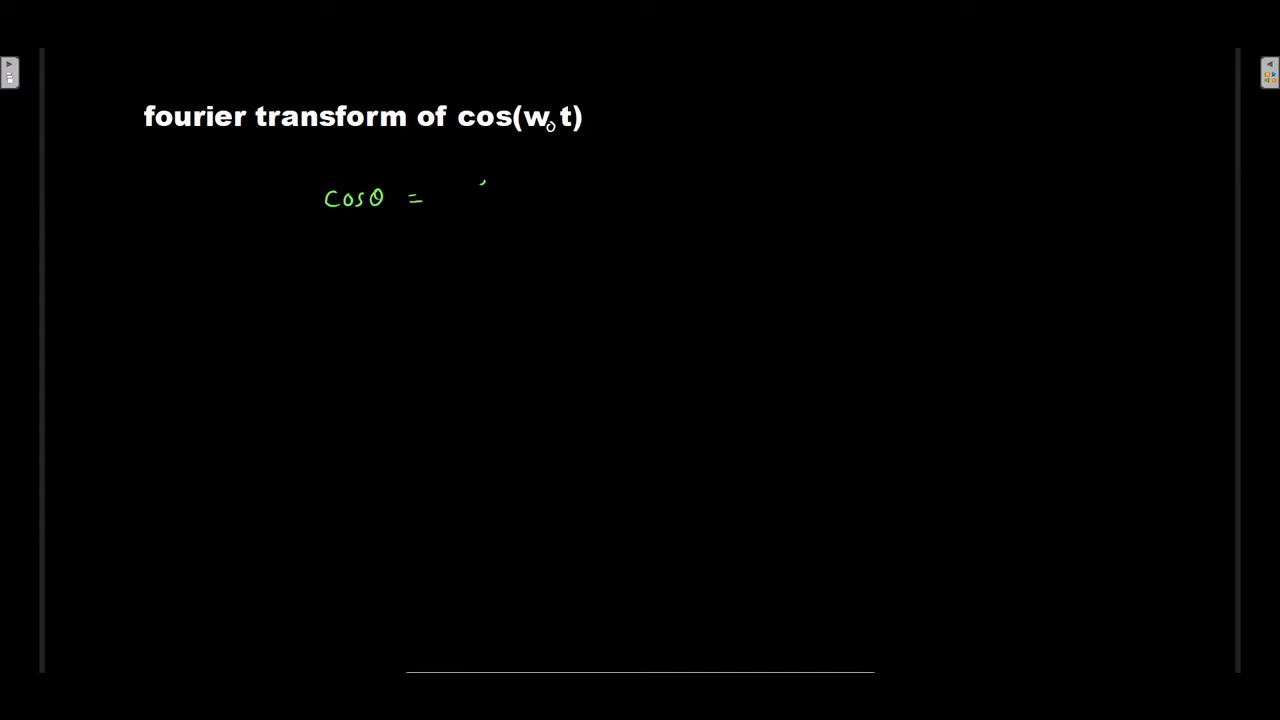 fourier transform of cos(w₀t)
cosθ =